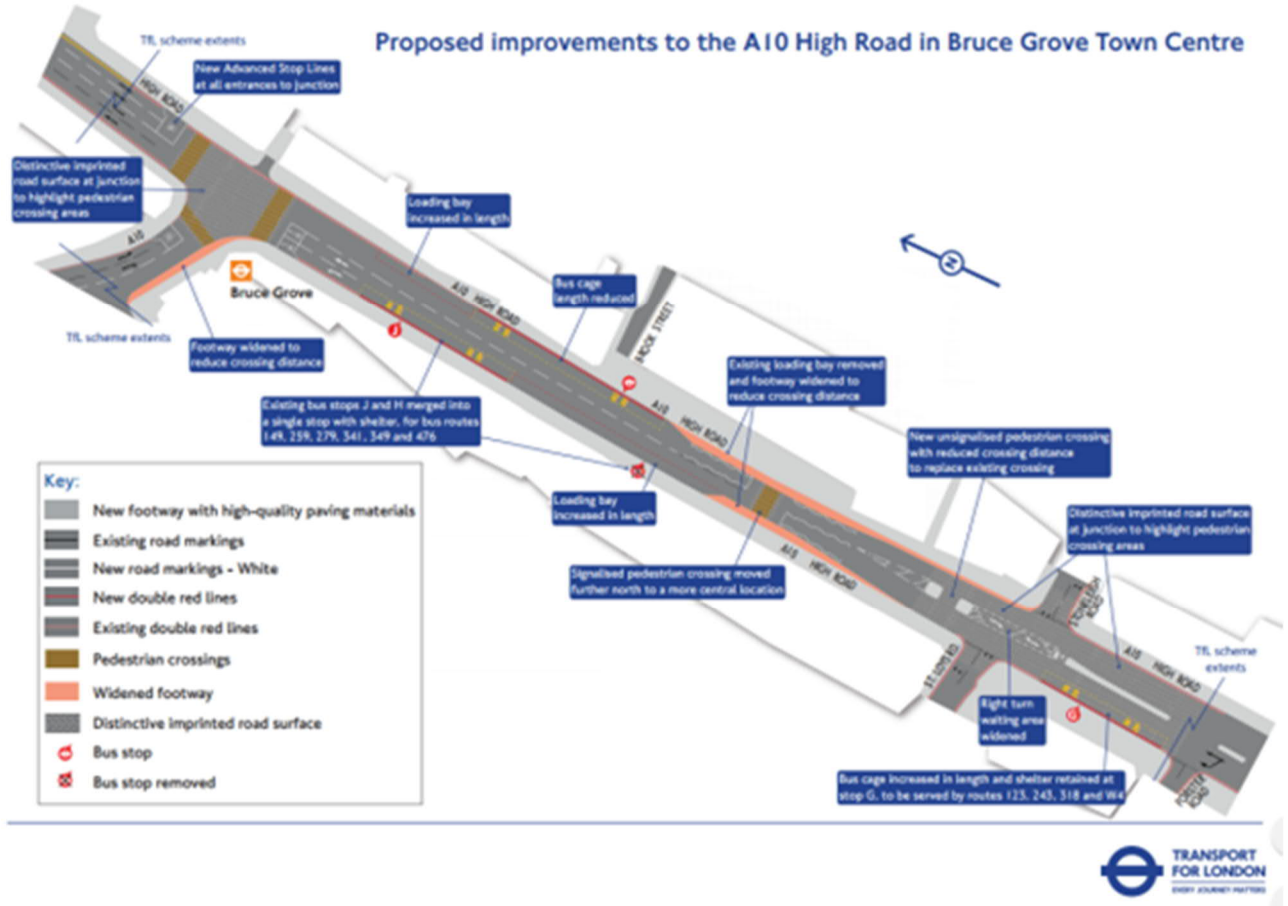 Proposed improvements to the A10 High Road in Bruce Grove Town Centre
TfL scheme extents
HIGH ROAD
New Advanced Stop Lines
at all entrances to junction
Distinctive imprinted
road surface at junction
to highlight pedestrian
crossing areas
A10
TfL scheme extents
Bruce Grove
Footway widened to
reduce crossing distance
Loading bay
increased in length
A10 HIGH ROAD
Bus cage
length reduced
BROOK STREET
N
Existing bus stops J and H merged into
a single stop with shelter, for bus routes
149, 259, 279, 341, 349 and 476
A10 HIGH ROAD
Existing loading bay removed
and footway widened to
reduce crossing distance
Loading bay
increased in length
New unsignalised pedestrian crossing
with reduced crossing distance
to replace existing crossing
Distinctive imprinted road surface
at junction to highlight pedestrian
crossing areas
Signalised pedestrian crossing moved
further north to a more central location
A10 HIGH ROAD
STONELEIGH
ROAD
ST. LOYS RD
A10 HIGH ROAD
TfL scheme
extents
Right turn
waiting area
widened
G
Bus cage increased in length and shelter retained at
stop G, to be served by routes 123, 243, 318 and W4
ROAD
Key:
New footway with high-quality paving materials
Existing road markings
New road markings - White
New double red lines
Existing double red lines
Pedestrian crossings
Widened footway
Distinctive imprinted road surface
Bus stop
Bus stop removed
TRANSPORT
FOR LONDON
EVERY JOURNEY MATTERS